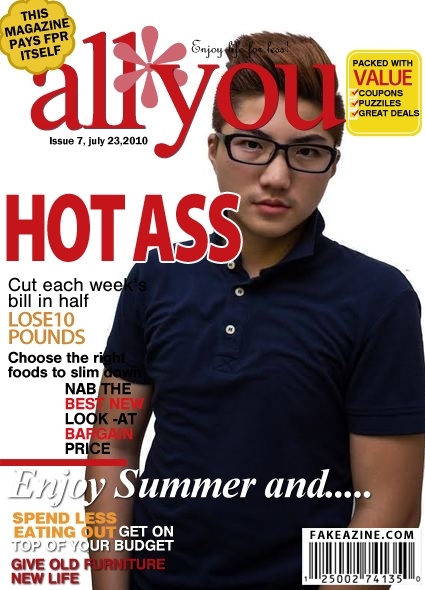 THIS
MAGAZINE
PAYS FPR
ITSELF
Enjoy life for less!
all*you
Issue 7, july 23,2010
PACKED WITH
VALUE
COUPONS
PUZZILES
GREAT DEALS
HOT ASS
Cut each week's
bill in half
LOSE10
POUNDS
Choose the right
foods to slim down
NAB THE
BEST NEW
LOOK -AT
BARGAIN
PRICE
Enjoy Summer and.....
SPEND LESS
EATING OUT GET ON
TOP OF YOUR BUDGET
GIVE OLD FURNITURE
NEW LIFE
FAKEAZINE.COM
1 25002 74135 0